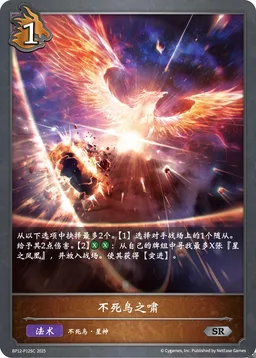 1
从以下选项中抉择最多2个。【1】选择对手战场上的1个随从。
给予其2点伤害。【2】：从自己的牌组中寻找最多X张『星
之凤凰』，并放入战场。使其获得【突进】。
不死鸟之啸
法术
不死鸟・星神
SR
BP12-P115C 2025
© Cygames, Inc. Published by NetEase Games